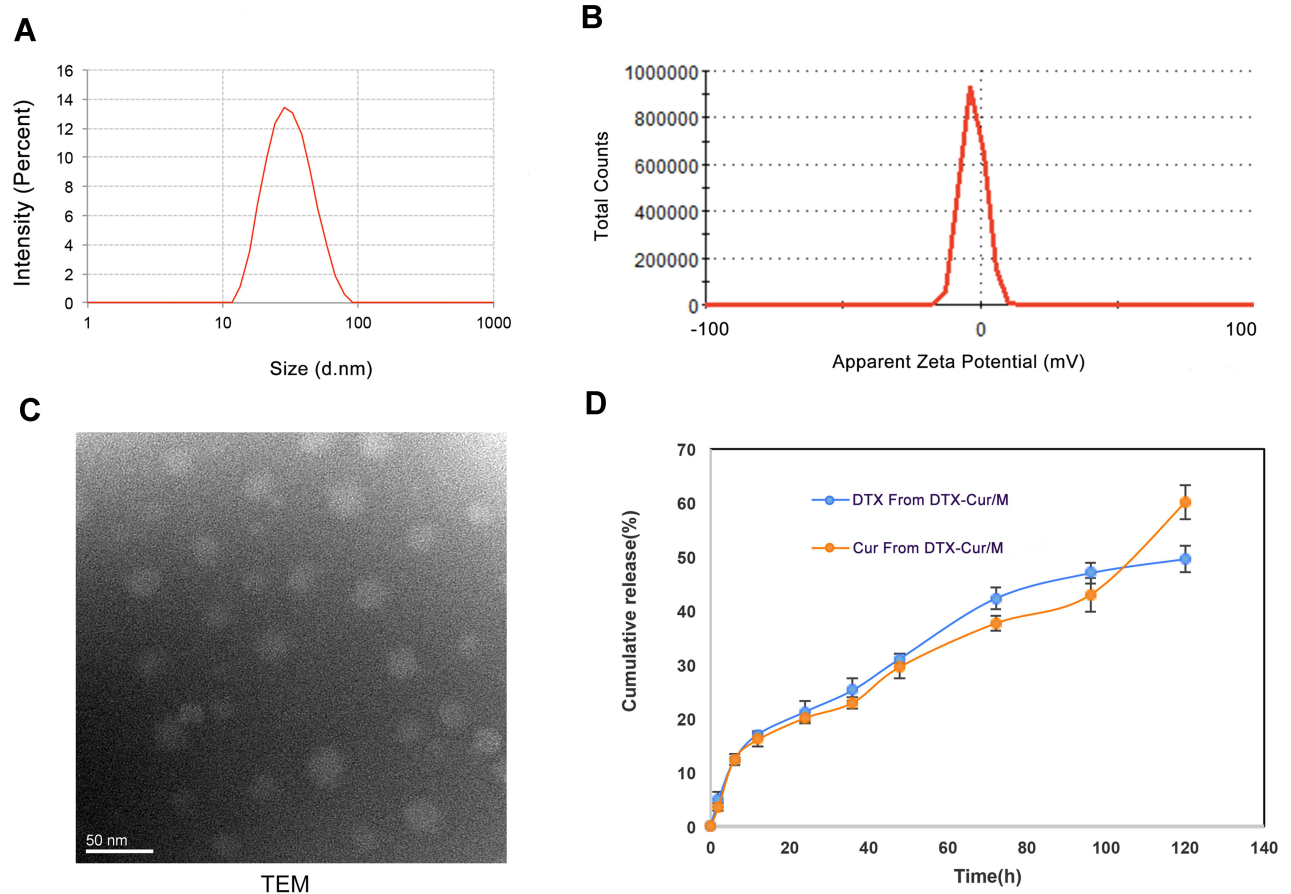 A
16
14
12
10
8
6
4
2
0
Intensity (Percent)
1 10 100 1000
Size (d.nm)
B
1000000
800000
600000
400000
200000
0
Total Counts
-100 0 100
Apparent Zeta Potential (mV)
C
50 nm
TEM
D
70
60
50
40
30
20
10
0
Cumulative release(%)
DTX From DTX-Cur/M
Cur From DTX-Cur/M
0 20 40 60 80 100 120 140
Time(h)